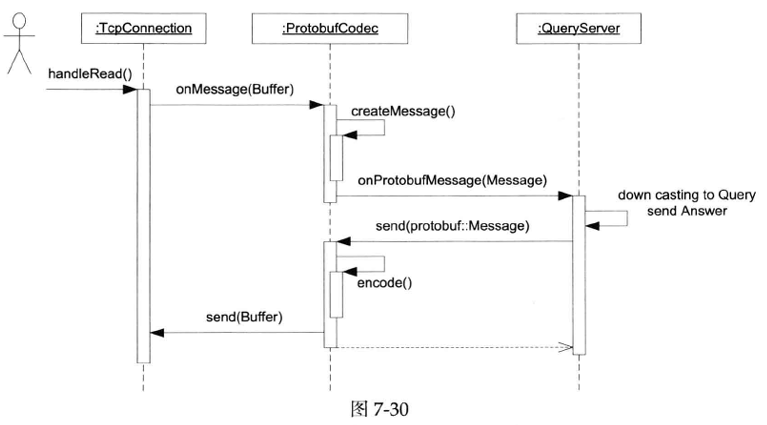 :TcpConnection
:ProtobufCodec
:QueryServer
handleRead()
onMessage(Buffer)
createMessage()
onProtobufMessage(Message)
down casting to Query
send Answer
send(protobuf::Message)
encode()
send(Buffer)
图 7-30